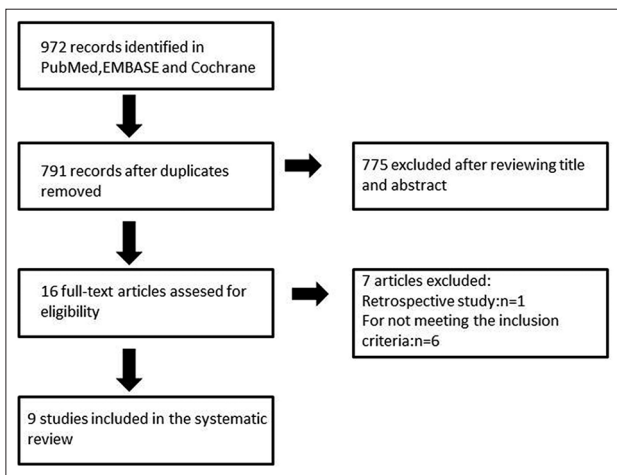 972 records identified in
PubMed,EMBASE and Cochrane
791 records after duplicates
removed
775 excluded after reviewing title
and abstract
16 full-text articles assesed for
eligibility
7 articles excluded:
Retrospective study:n=1
For not meeting the inclusion
criteria:n=6
9 studies included in the systematic
review